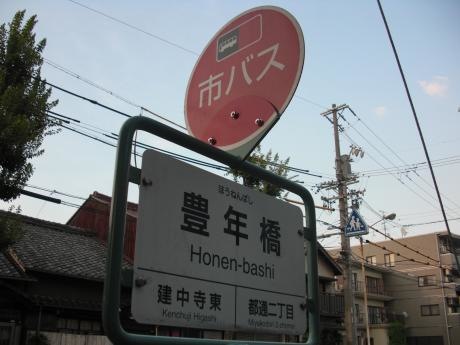 市バス
ほうねんばし
豊年橋
Honen-bashi
建中寺東
Kenchuji Higashi
都通二丁目
Miyakodori 2-chome